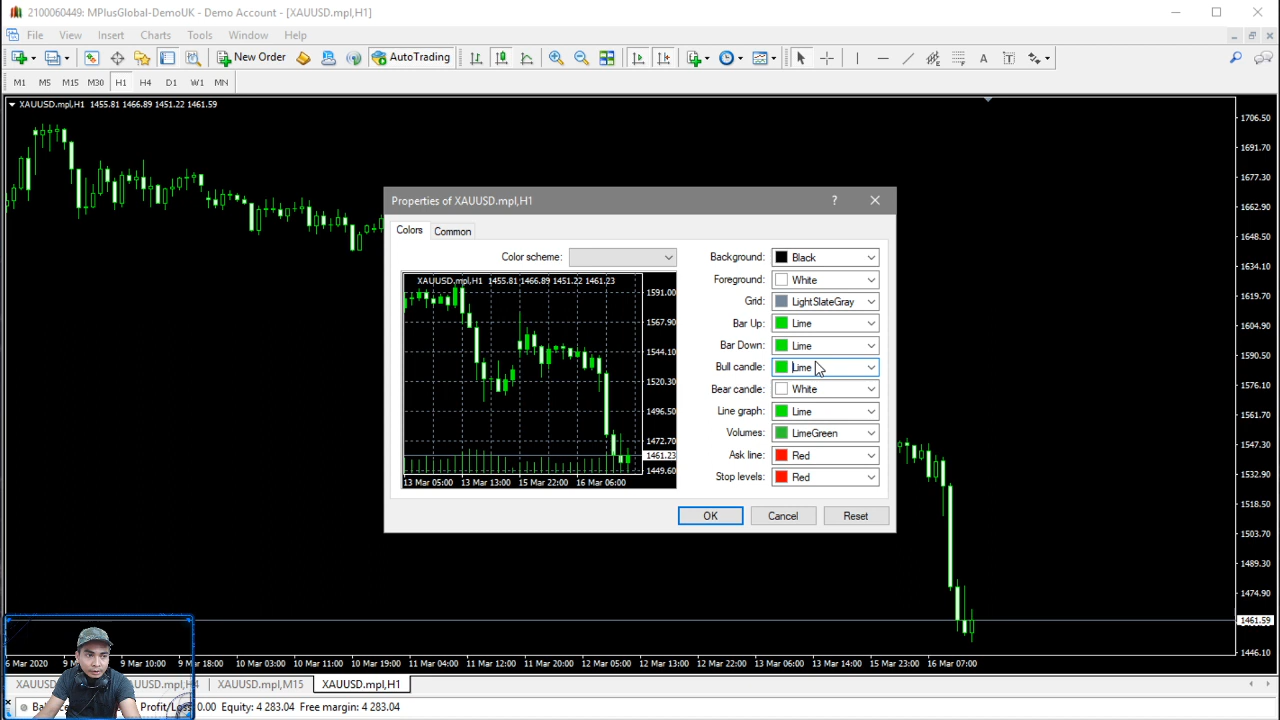 2100060449: MPlusGlobal-DemoUK - Demo Account - [XAUUSD.mpl,H1]
File View Insert Charts Tools Window Help
New Order AutoTrading
M1 M5 M15 M30 H1 H4 D1 W1 MN
XAUUSD.mpl,H1 1455.81 1466.89 1451.22 1461.59
1706.50
1691.70
1677.30
1662.90
1648.50
1634.10
1619.70
1604.90
1590.50
1576.10
1561.70
1547.30
1532.90
1518.50
1503.70
1489.30
1474.90
1461.59
1446.10
Properties of XAUUSD.mpl,H1
Colors Common
Color scheme:
XAUUSD.mpl,H1 1455.81 1466.89 1451.22 1461.23
1591.00
1567.90
1544.10
1520.30
1496.50
1472.70
1461.23
1449.60
13 Mar 05:00 13 Mar 13:00 15 Mar 22:00 16 Mar 06:00
Background: Black
Foreground: White
Grid: LightSlateGray
Bar Up: Lime
Bar Down: Lime
Bull candle: Lime
Bear candle: White
Line graph: Lime
Volumes: LimeGreen
Ask line: Red
Stop levels: Red
OK Cancel Reset
6 Mar 2020 9 M 9 Mar 10:00 9 Mar 18:00 10 Mar 03:00 10 Mar 11:00 10 Mar 19:00 11 Mar 04:00 11 Mar 12:00 11 Mar 20:00 12 Mar 05:00 12 Mar 13:00 12 Mar 22:00 13 Mar 06:00 13 Mar 14:00 15 Mar 23:00 16 Mar 07:00
XAUUSD XAUUSD.mpl,M15 XAUUSD.mpl,H1
Equity: 4 283.04 Free margin: 4 283.04